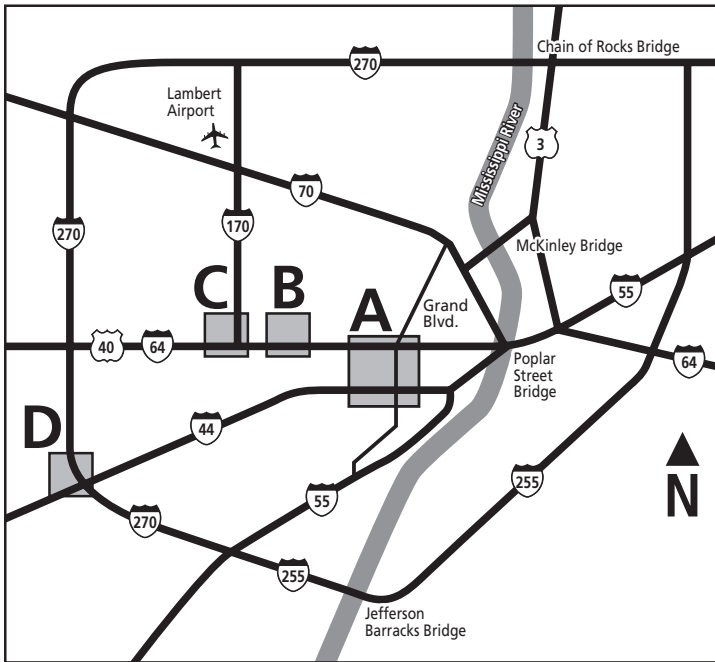 Chain of Rocks Bridge
270
Lambert
Airport
3
Mississippi River
70
270
170
McKinley Bridge
55
C
B
A
Grand
Blvd.
40
64
Poplar
Street
Bridge
64
D
44
N
55
255
270
255
Jefferson
Barracks Bridge